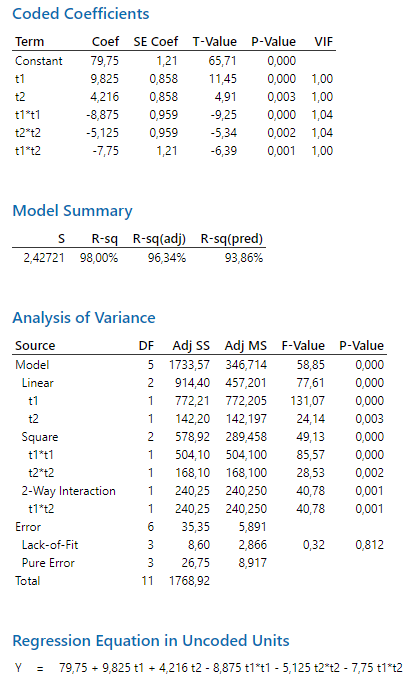 Coded Coefficients
Term Coef SE Coef T-Value P-Value VIF
Constant 79,75 1,21 65,71 0,000
t1 9,825 0,858 11,45 0,000 1,00
t2 4,216 0,858 4,91 0,003 1,00
t1*t1 -8,875 0,959 -9,25 0,000 1,04
t2*t2 -5,125 0,959 -5,34 0,002 1,04
t1*t2 -7,75 1,21 -6,39 0,001 1,00
Model Summary
S R-sq R-sq(adj) R-sq(pred)
2,42721 98,00% 96,34% 93,86%
Analysis of Variance
Source DF Adj SS Adj MS F-Value P-Value
Model 5 1733,57 346,714 58,85 0,000
Linear 2 914,40 457,201 77,61 0,000
t1 1 772,21 772,205 131,07 0,000
t2 1 142,20 142,197 24,14 0,003
Square 2 578,92 289,458 49,13 0,000
t1*t1 1 504,10 504,100 85,57 0,000
t2*t2 1 168,10 168,100 28,53 0,002
2-Way Interaction 1 240,25 240,250 40,78 0,001
t1*t2 1 240,25 240,250 40,78 0,001
Error 6 35,35 5,891
Lack-of-Fit 3 8,60 2,866 0,32 0,812
Pure Error 3 26,75 8,917
Total 11 1768,92
Regression Equation in Uncoded Units
Y = 79,75 + 9,825 t1 + 4,216 t2 - 8,875 t1*t1 - 5,125 t2*t2 - 7,75 t1*t2